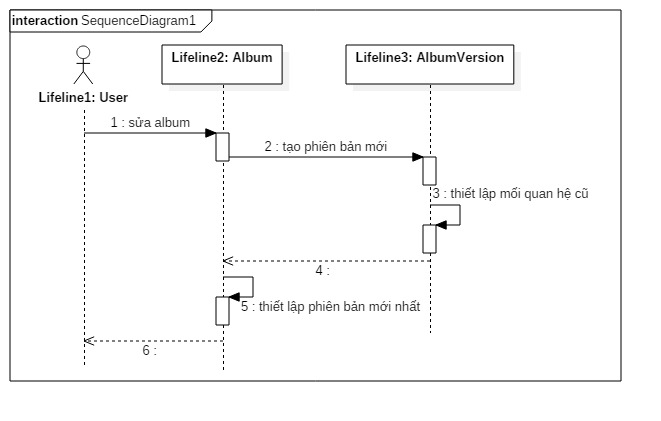 interaction SequenceDiagram1
Lifeline2: Album
Lifeline3: AlbumVersion
Lifeline1: User
1 : sửa album
2 : tạo phiên bản mới
3 : thiết lập mối quan hệ cũ
4 :
5 : thiết lập phiên bản mới nhất
6 :